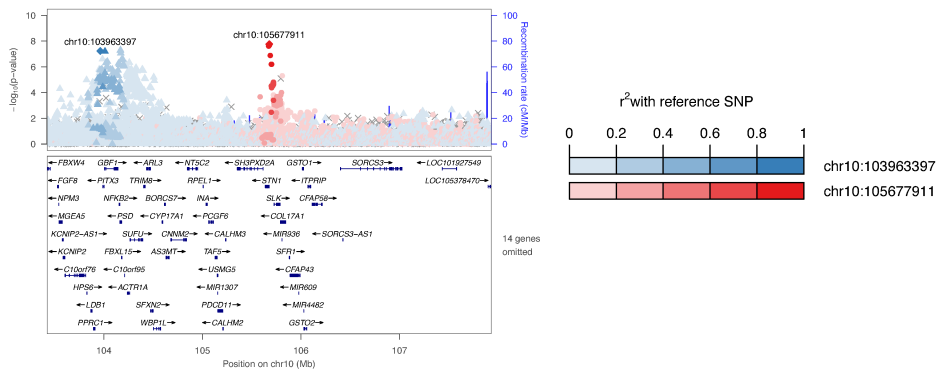 10
8
6
4
2
0
−log10(p−value)
100
80
60
40
20
0
Recombination rate (cM/Mb)
chr10:103963397
chr10:105677911
←FBXW4 GBF1→ ←ARL3 ←NT5C2 ←SH3PXD2A GSTO1→ SORCS3→ LOC101927549
←FGF8 ←PITX3 TRIM8→ RPEL1→ ←STN1 ←ITPRIP LOC105378470→
←NPM3 NFKB2→ BORCS7→ INA→ SLK→ CFAP58→
←MGEA5 ←PSD ←CYP17A1 ←PCGF6 ←COL17A1
KCNIP2−AS1→ SUFU→ CNNM2→ ←CALHM3 ←MIR936 ←SORCS3−AS1
←KCNIP2 FBXL15→ ←AS3MT TAF5→ ←SFR1
←C10orf76 ←C10orf95 ←USMG5 ←CFAP43
HPS6→ ←ACTR1A ←MIR1307 ←MIR609
←LDB1 SFXN2→ PDCD11→ ←MIR4482
PPRC1→ WBP1L→ ←CALHM2 GSTO2→
14 genes
omitted
104 105 106 107
Position on chr10 (Mb)
r2 with reference SNP
0 0.2 0.4 0.6 0.8 1
chr10:103963397
chr10:105677911